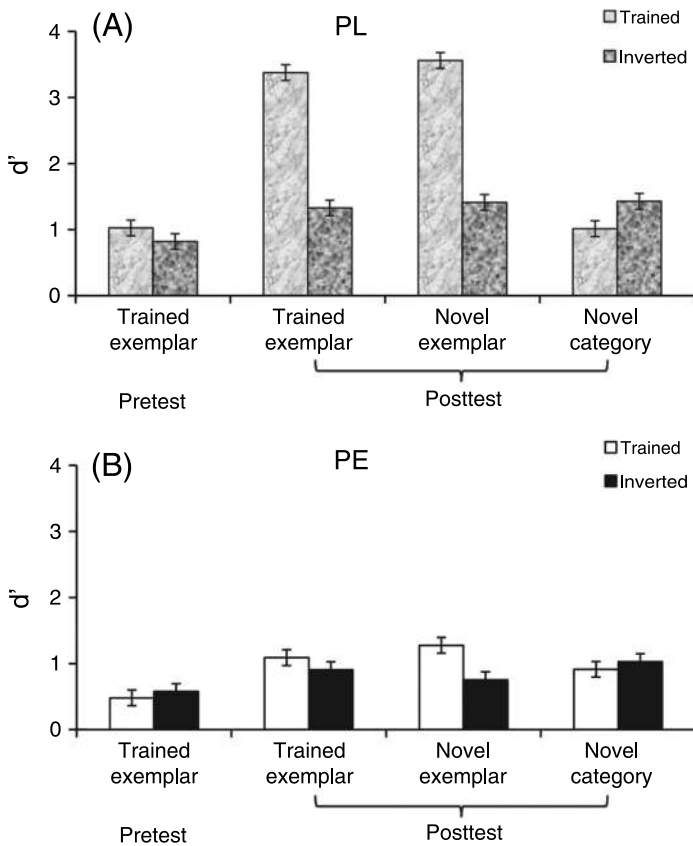 (A)
PL
Trained
Inverted
4
3
2
1
0
d'
Trained
exemplar
Trained
exemplar
Novel
exemplar
Novel
category
Pretest
Posttest
(B)
PE
Trained
Inverted
4
3
2
1
0
d'
Trained
exemplar
Trained
exemplar
Novel
exemplar
Novel
category
Pretest
Posttest